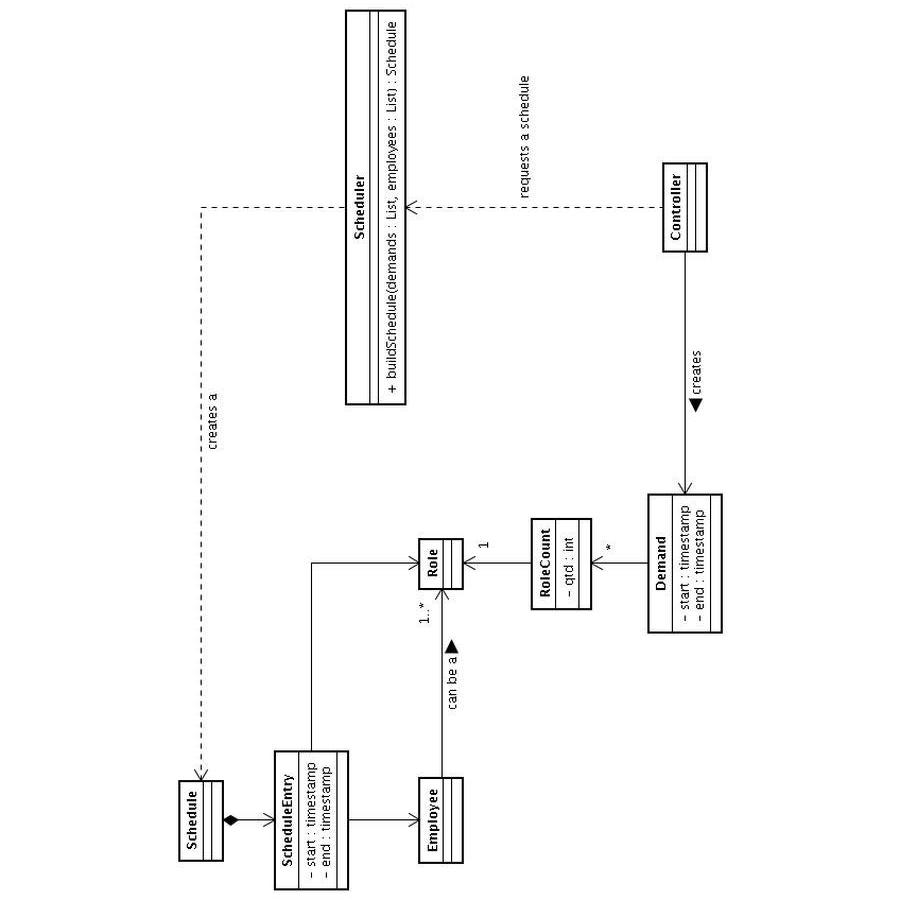 Schedule
creates a
ScheduleEntry
- start : timestamp
- end : timestamp
Scheduler
+ buildSchedule(demands : List, employees : List) : Schedule
Employee
can be a
1..*
Role
1
requests a schedule
RoleCount
- qtd : int
*
Demand
- start : timestamp
- end : timestamp
creates
Controller